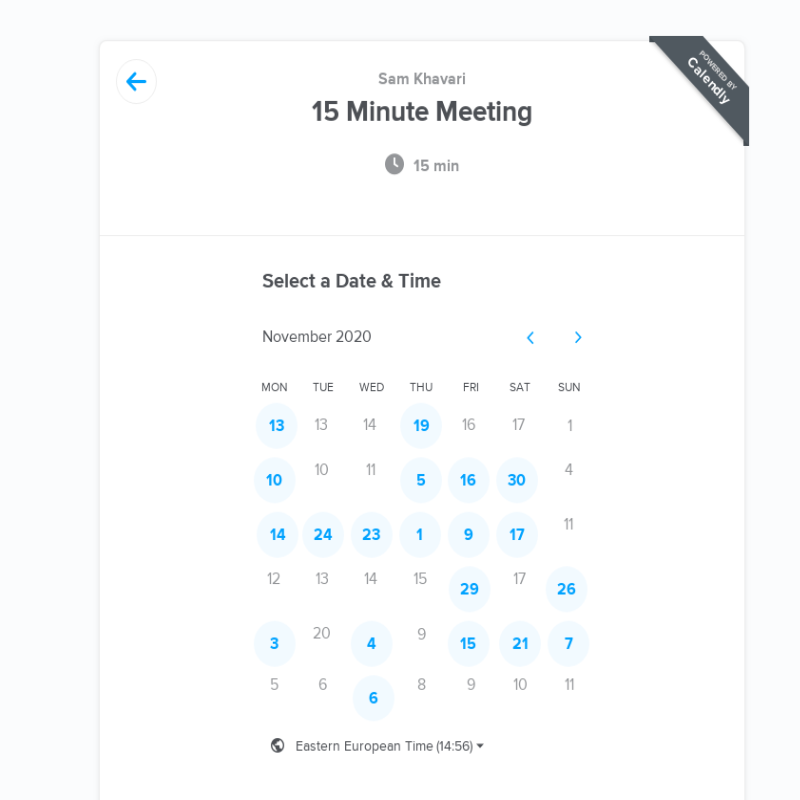 POWERED BY
Calendly
Sam Khavari
15 Minute Meeting
15 min
Select a Date & Time
November 2020
MON TUE WED THU FRI SAT SUN
13 13 14 19 16 17 1
10 10 11 5 16 30 4
14 24 23 1 9 17 11
12 13 14 15 29 17 26
3 20 4 9 15 21 7
5 6 6 8 9 10 11
Eastern European Time (14:56)